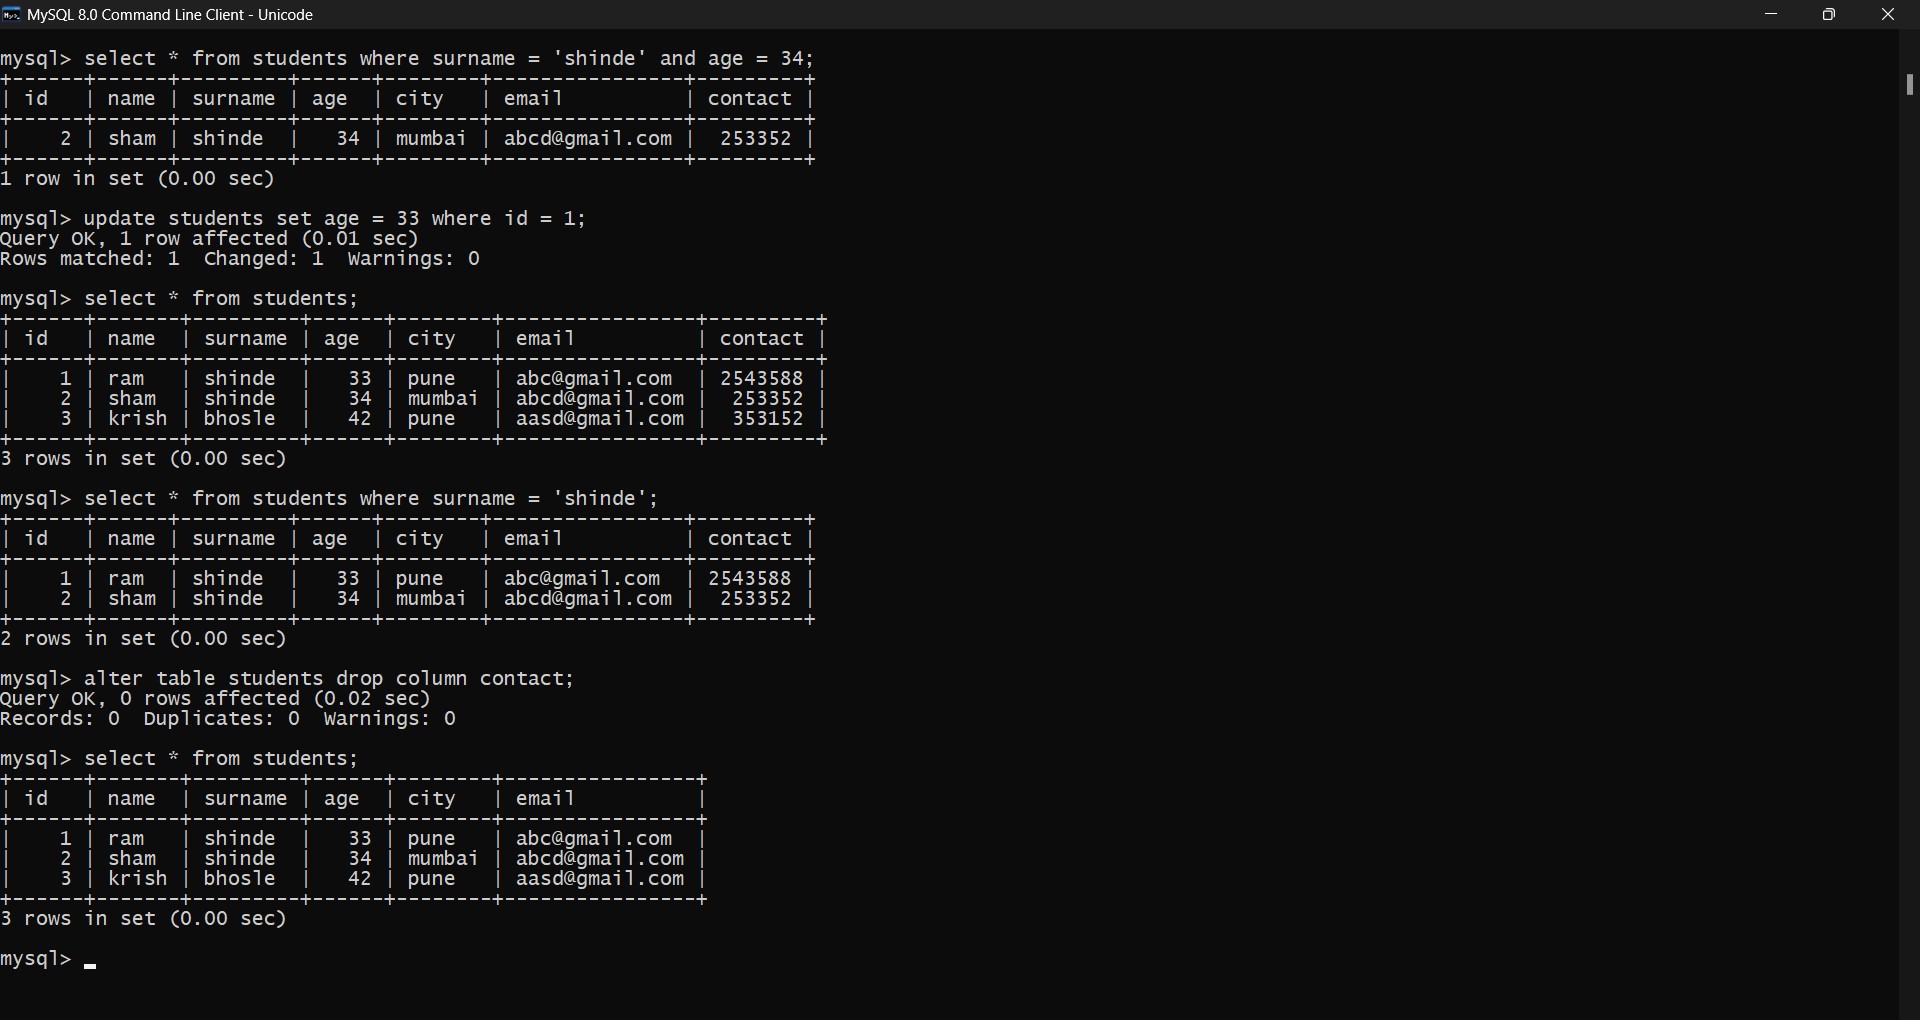 MySQL 8.0 Command Line Client - Unicode
mysql> select * from students where surname = 'shinde' and age = 34;
+------+------+---------+------+--------+----------------+---------+
| id   | name | surname | age  | city   | email          | contact |
+------+------+---------+------+--------+----------------+---------+
|    2 | sham | shinde  |   34 | mumbai | abcd@gmail.com |  253352 |
+------+------+---------+------+--------+----------------+---------+
1 row in set (0.00 sec)
mysql> update students set age = 33 where id = 1;
Query OK, 1 row affected (0.01 sec)
Rows matched: 1  Changed: 1  Warnings: 0
mysql> select * from students;
+------+-------+---------+------+--------+----------------+---------+
| id   | name  | surname | age  | city   | email          | contact |
+------+-------+---------+------+--------+----------------+---------+
|    1 | ram   | shinde  |   33 | pune   | abc@gmail.com  | 2543588 |
|    2 | sham  | shinde  |   34 | mumbai | abcd@gmail.com |  253352 |
|    3 | krish | bhosle  |   42 | pune   | aasd@gmail.com |  353152 |
+------+-------+---------+------+--------+----------------+---------+
3 rows in set (0.00 sec)
mysql> select * from students where surname = 'shinde';
+------+------+---------+------+--------+----------------+---------+
| id   | name | surname | age  | city   | email          | contact |
+------+------+---------+------+--------+----------------+---------+
|    1 | ram  | shinde  |   33 | pune   | abc@gmail.com  | 2543588 |
|    2 | sham | shinde  |   34 | mumbai | abcd@gmail.com |  253352 |
+------+------+---------+------+--------+----------------+---------+
2 rows in set (0.00 sec)
mysql> alter table students drop column contact;
Query OK, 0 rows affected (0.02 sec)
Records: 0  Duplicates: 0  Warnings: 0
mysql> select * from students;
+------+-------+---------+------+--------+----------------+
| id   | name  | surname | age  | city   | email          |
+------+-------+---------+------+--------+----------------+
|    1 | ram   | shinde  |   33 | pune   | abc@gmail.com  |
|    2 | sham  | shinde  |   34 | mumbai | abcd@gmail.com |
|    3 | krish | bhosle  |   42 | pune   | aasd@gmail.com |
+------+-------+---------+------+--------+----------------+
3 rows in set (0.00 sec)
mysql> _